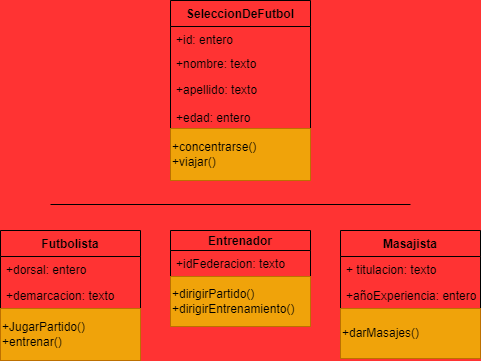 SeleccionDeFutbol
+id: entero
+nombre: texto
+apellido: texto
+edad: entero
+concentrarse()
+viajar()
Futbolista
+dorsal: entero
+demarcacion: texto
+JugarPartido()
+entrenar()
Entrenador
+idFederacion: texto
+dirigirPartido()
+dirigirEntrenamiento()
Masajista
+ titulacion: texto
+añoExperiencia: entero
+darMasajes()